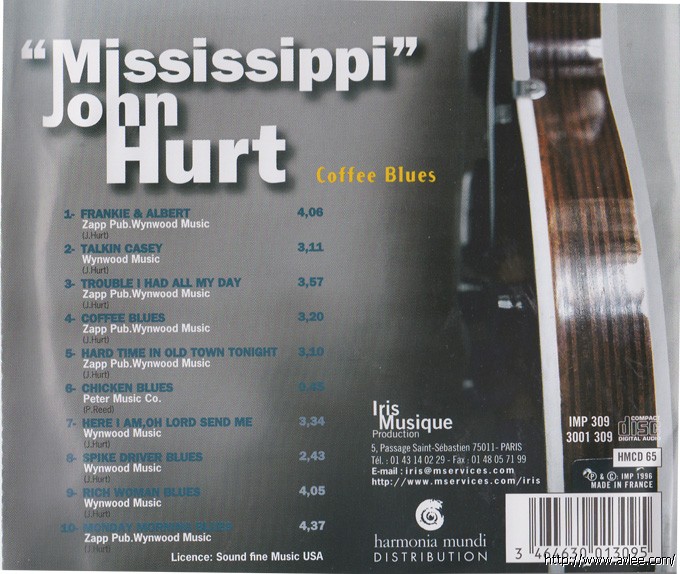 "Mississippi"
John
Hurt
Coffee Blues
1- FRANKIE & ALBERT 4,06
Zapp Pub.Wynwood Music
(J.Hurt)
2- TALKIN CASEY 3,11
Wynwood Music
(J.Hurt)
3- TROUBLE I HAD ALL MY DAY 3,57
Zapp Pub.Wynwood Music
(J.Hurt)
4- COFFEE BLUES 3,20
Zapp Pub.Wynwood Music
(J.Hurt)
5- HARD TIME IN OLD TOWN TONIGHT 3,10
Zapp Pub.Wynwood Music
(J.Hurt)
6- CHICKEN BLUES
Peter Music Co.
(P.Reed)
7- HERE I AM,OH LORD SEND ME 3,34
Wynwood Music
(J.Hurt)
8- SPIKE DRIVER BLUES 2,43
Wynwood Music
(J.Hurt)
9- RICH WOMAN BLUES 4,05
Wynwood Music
(J.Hurt)
10- MONDAY MORNING BLUES 4,37
Zapp Pub.Wynwood Music
(J.Hurt)
Licence: Sound fine Music USA
Iris
Musique
Production
5, Passage Saint-Sébastien 75011- PARIS
Tél. : 01 43 14 02 29 - Fax : 01 48 05 71 99
E-mail : iris@mservices.com
http://www.mservices.com/iris
harmonia mundi
DISTRIBUTION
IMP 309
3001 309
COMPACT
disc
DIGITAL AUDIO
HMCD 65
℗ & © IMP 1996
MADE IN FRANCE
3 464630 013095
http://www.avlee.com/